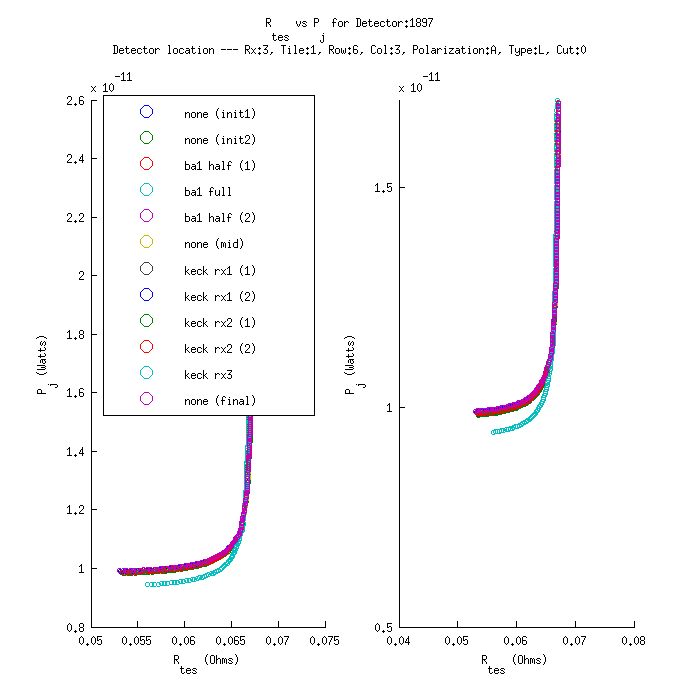 R tes vs P j for Detector:1897
Detector location --- Rx:3, Tile:1, Row:6, Col:3, Polarization:A, Type:L, Cut:0
x 10 -11
2.6
2.4
2.2
2
1.8
1.6
1.4
1.2
1
0.8
P j (Watts)
0.05 0.055 0.06 0.065 0.07 0.075
R tes (Ohms)
none (init1)
none (init2)
ba1 half (1)
ba1 full
ba1 half (2)
none (mid)
keck rx1 (1)
keck rx1 (2)
keck rx2 (1)
keck rx2 (2)
keck rx3
none (final)
x 10 -11
1.5
1
0.5
P j (Watts)
0.04 0.05 0.06 0.07 0.08
R tes (Ohms)